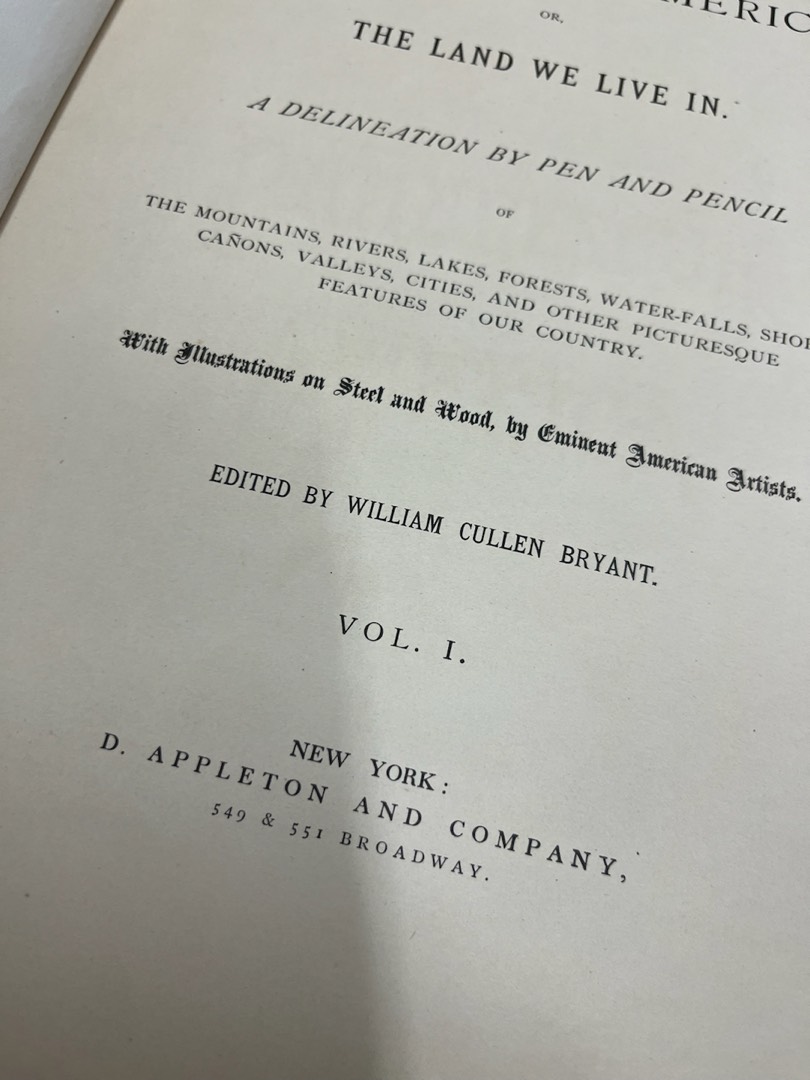 MERIC
OR,
THE LAND WE LIVE IN.
A DELINEATION BY PEN AND PENCIL
OF
THE MOUNTAINS, RIVERS, LAKES, FORESTS, WATER-FALLS, SHOR
CAÑONS, VALLEYS, CITIES, AND OTHER PICTURESQUE
FEATURES OF OUR COUNTRY.
With Illustrations on Steel and Wood, by Eminent American Artists.
EDITED BY WILLIAM CULLEN BRYANT.
VOL. I.
NEW YORK:
D. APPLETON AND COMPANY,
549 & 551 BROADWAY.